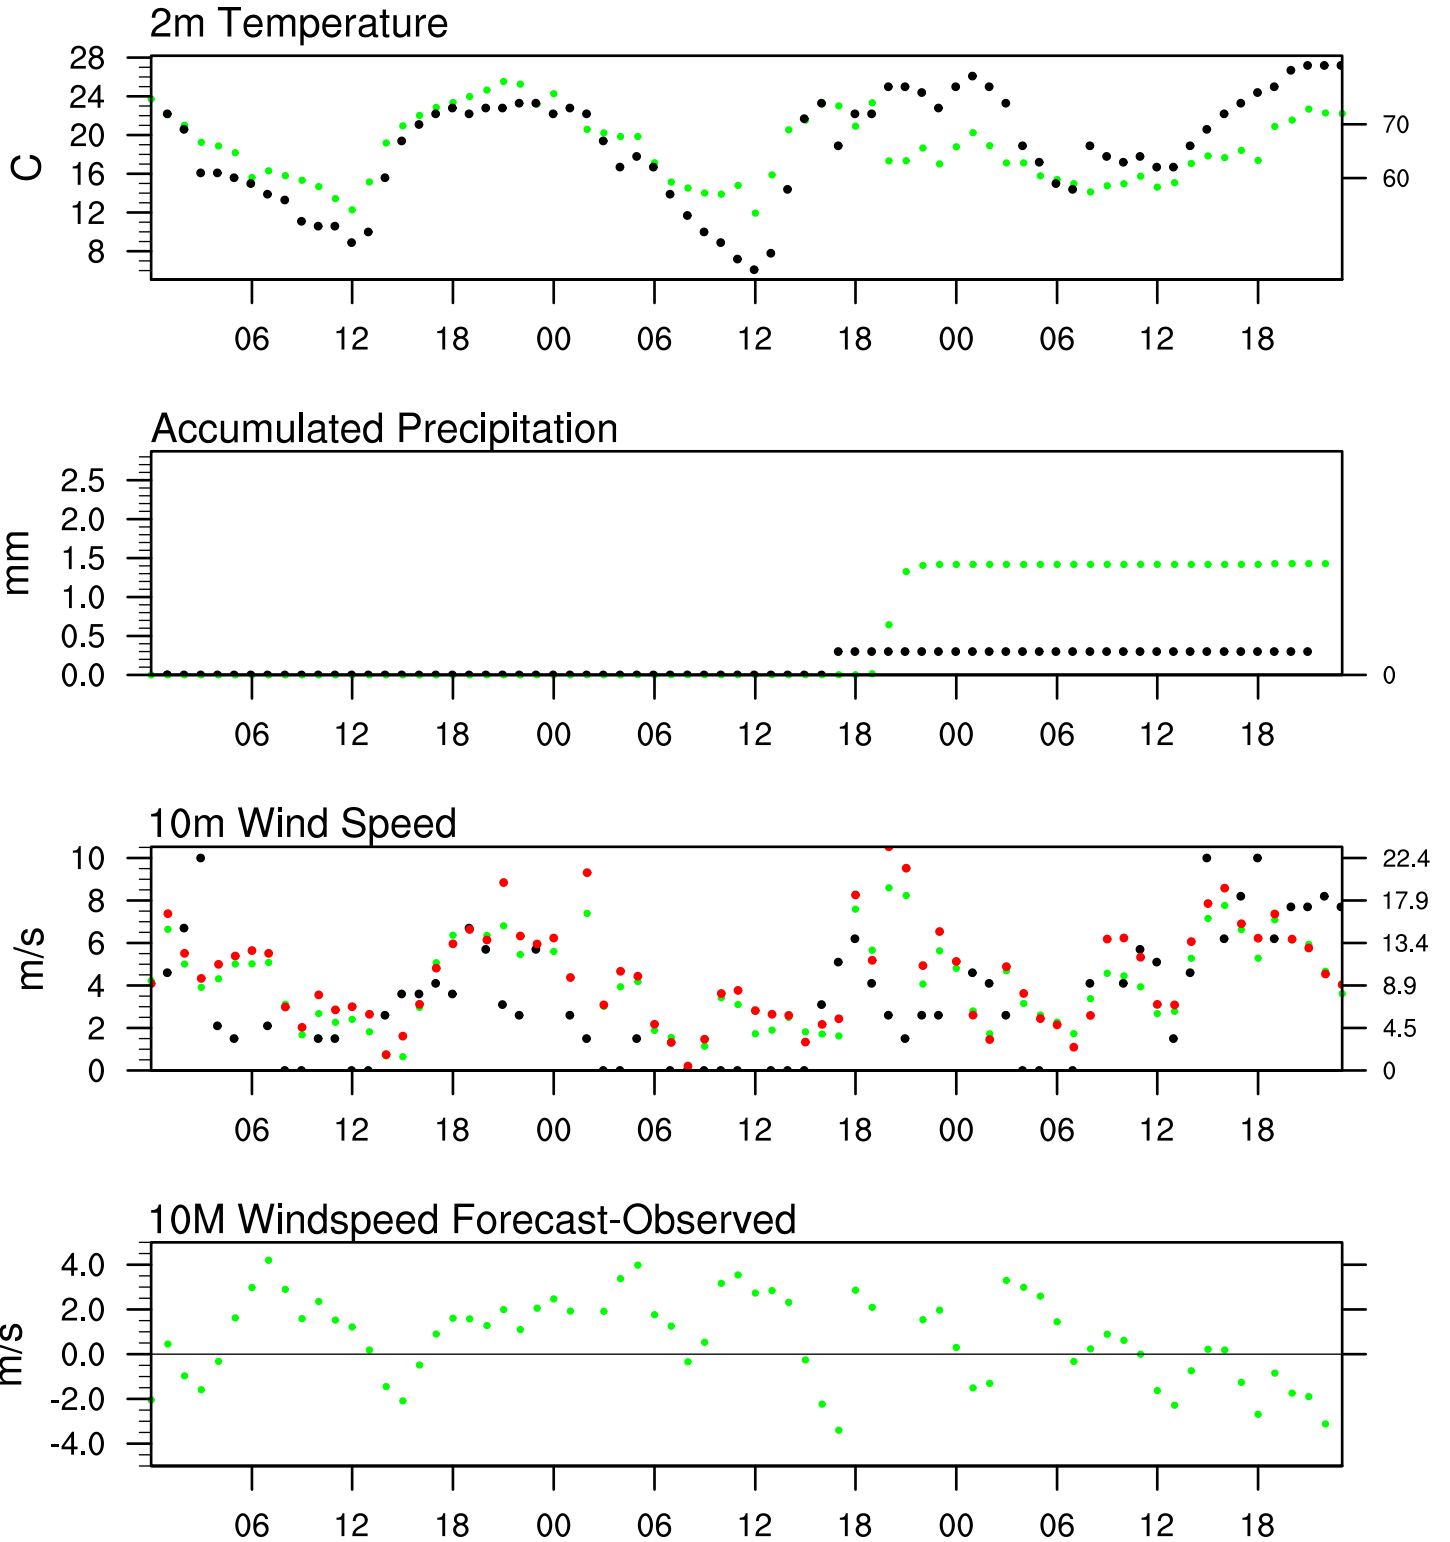 2m Temperature
28
24
20
16
12
8
C
70
60
06 12 18 00 06 12 18 00 06 12 18
Accumulated Precipitation
2.5
2.0
1.5
1.0
0.5
0.0
mm
0
06 12 18 00 06 12 18 00 06 12 18
10m Wind Speed
10
8
6
4
2
0
m/s
22.4
17.9
13.4
8.9
4.5
0
06 12 18 00 06 12 18 00 06 12 18
10M Windspeed Forecast-Observed
4.0
2.0
0.0
-2.0
-4.0
m/s
06 12 18 00 06 12 18 00 06 12 18